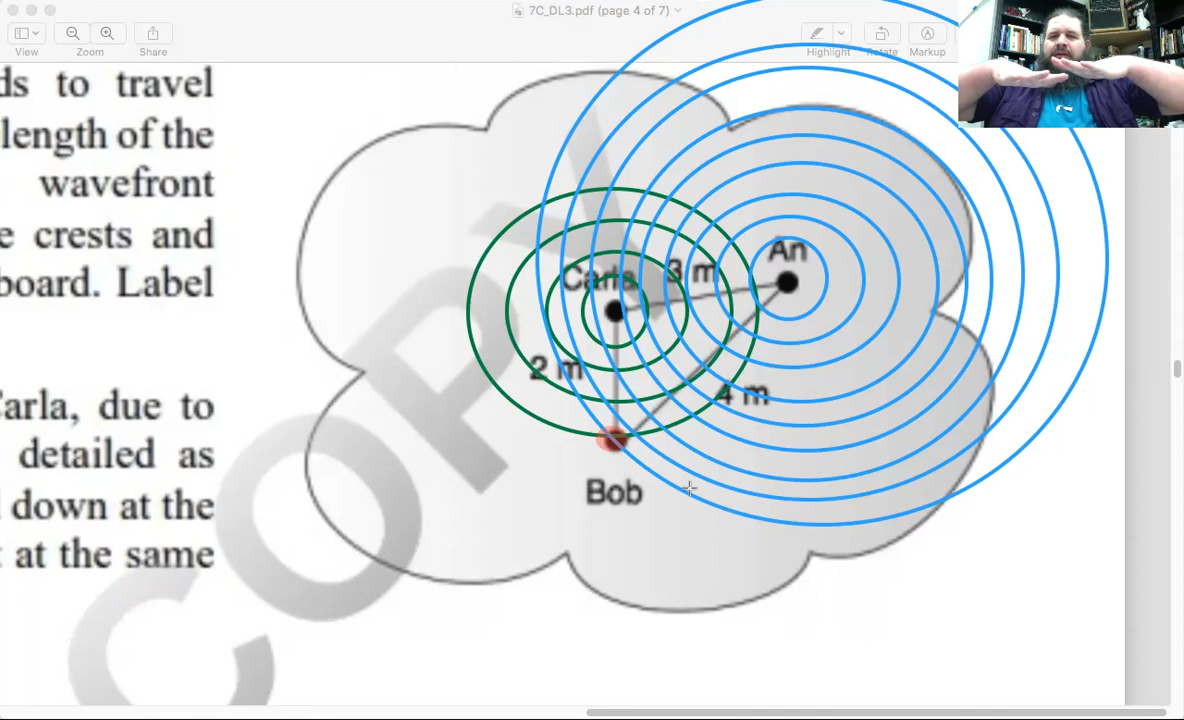 7C_DL3.pdf (page 4 of 7)
View
Zoom
Share
Highlight
Rotate
Markup
ds to travel
length of the
wavefront
e crests and
board. Label
Carla, due to
detailed as
down at the
at the same
An
3 m
Carla
2 m
4 m
Bob
COPY